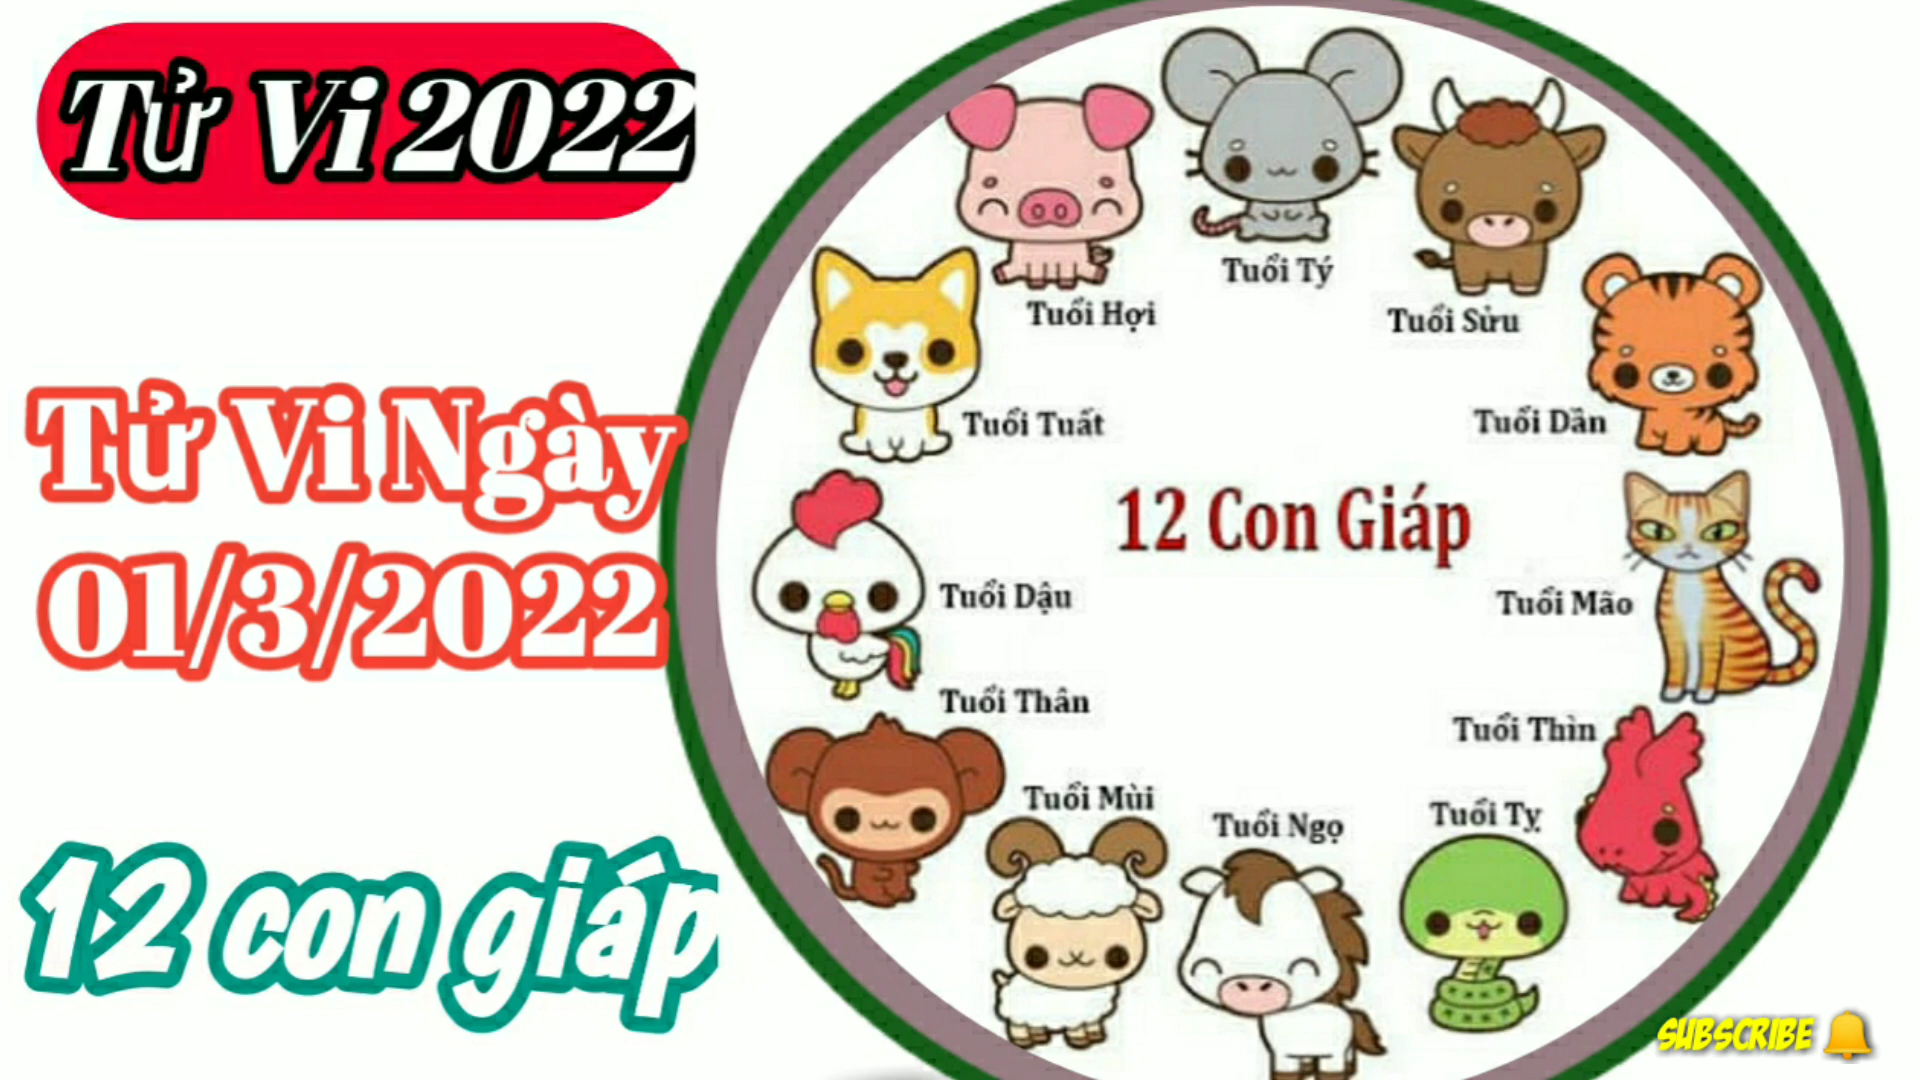 Tử Vi 2022
Tử Vi Ngày
01/3/2022
12 con giáp
Tuổi Tý
Tuổi Hợi
Tuổi Sửu
Tuổi Tuất
Tuổi Dần
12 Con Giáp
Tuổi Dậu
Tuổi Mão
Tuổi Thân
Tuổi Thìn
Tuổi Mùi
Tuổi Ngọ
Tuổi Tỵ
SUBSCRIBE